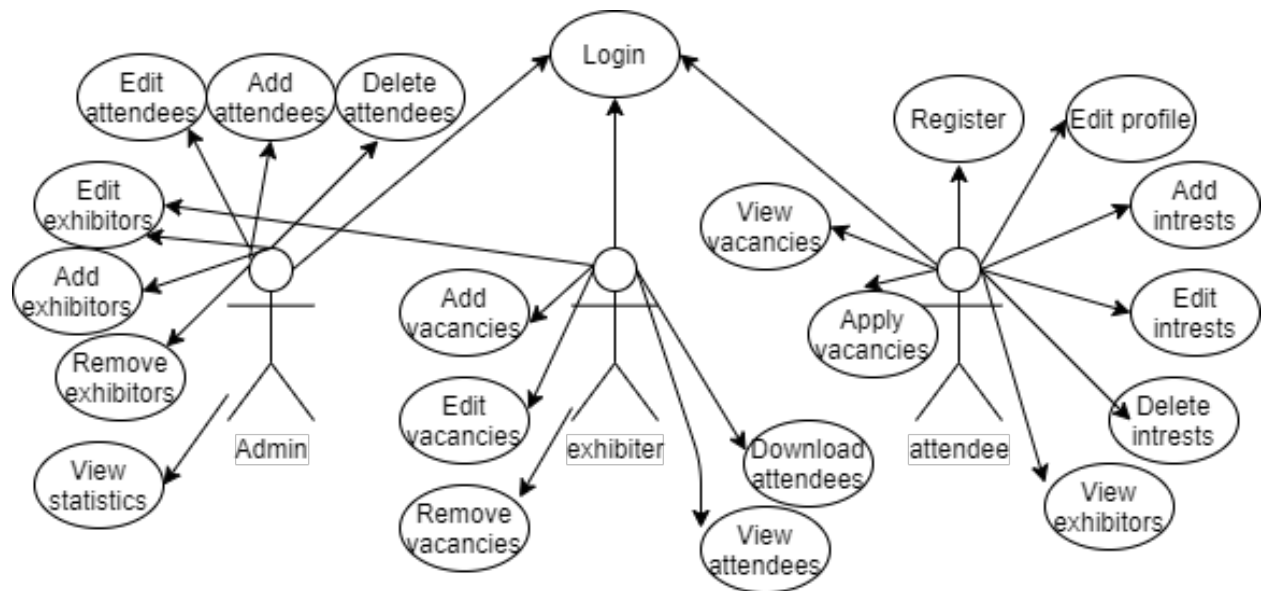 Login
Edit
attendees
Add
attendees
Delete
attendees
Register
Edit profile
Edit
exhibitors
Add
intrests
View
vacancies
Add
exhibitors
Add
vacancies
Edit
intrests
Apply
vacancies
Remove
exhibitors
Edit
vacancies
Delete
intrests
Admin
exhibiter
attendee
Download
attendees
View
statistics
View
exhibitors
Remove
vacancies
View
attendees